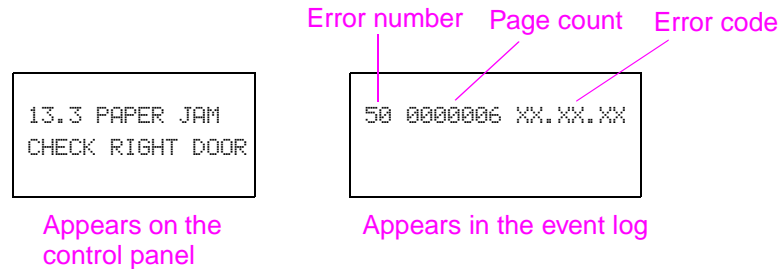 Error number Page count Error code
13.3 PAPER JAM
CHECK RIGHT DOOR
50 0000006 XX.XX.XX
Appears on the
control panel
Appears in the event log